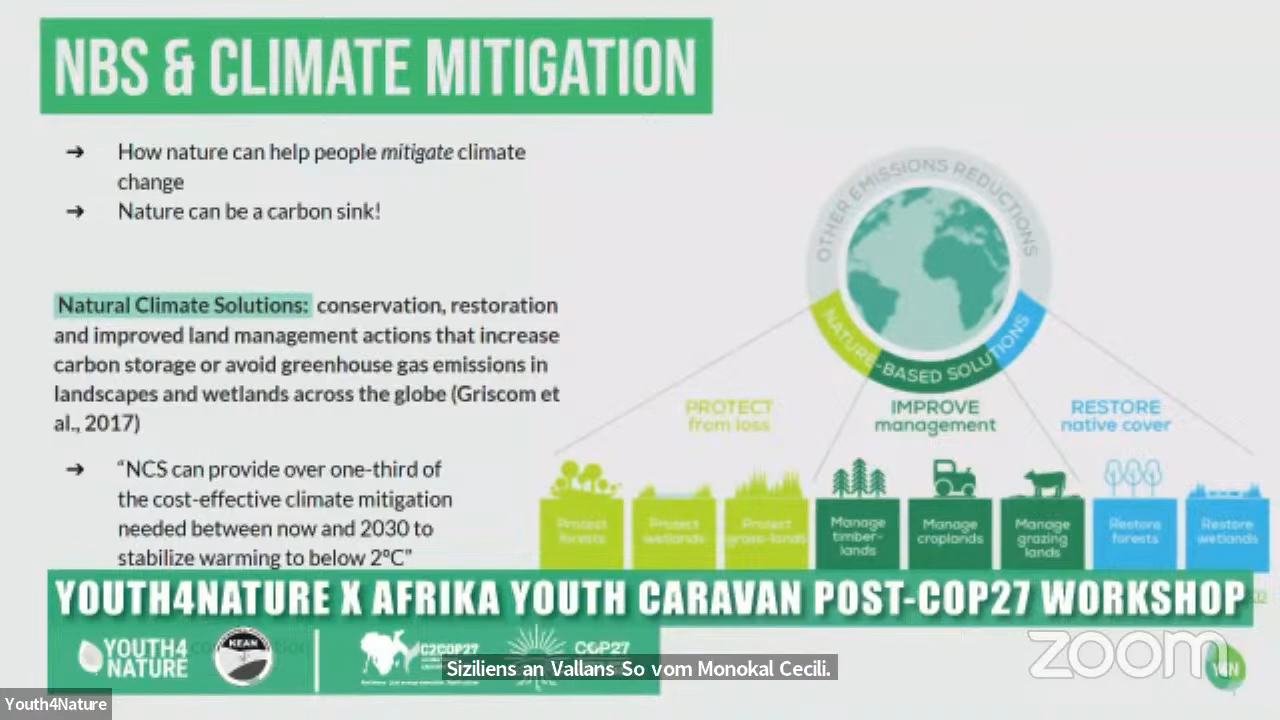 NBS & CLIMATE MITIGATION
➔ How nature can help people mitigate climate
change
➔ Nature can be a carbon sink!
Natural Climate Solutions: conservation, restoration
and improved land management actions that increase
carbon storage or avoid greenhouse gas emissions in
landscapes and wetlands across the globe (Griscom et
al., 2017)
➔ “NCS can provide over one-third of
the cost-effective climate mitigation
needed between now and 2030 to
stabilize warming to below 2°C”
OTHER EMISSIONS REDUCTIONS
NATURE-BASED SOLUTIONS
PROTECT
from loss
IMPROVE
management
RESTORE
native cover
Protect
forests
Protect
wetlands
Protect
grass-lands
Manage
timber-
lands
Manage
croplands
Manage
grazing
lands
Restore
forests
Restore
wetlands
YOUTH4NATURE X AFRIKA YOUTH CARAVAN POST-COP27 WORKSHOP
YOUTH4
NATURE
KEAN
C2COP27
COP27
zoom
Y4N
Siziliens an Vallans So vom Monokal Cecili.
Youth4Nature